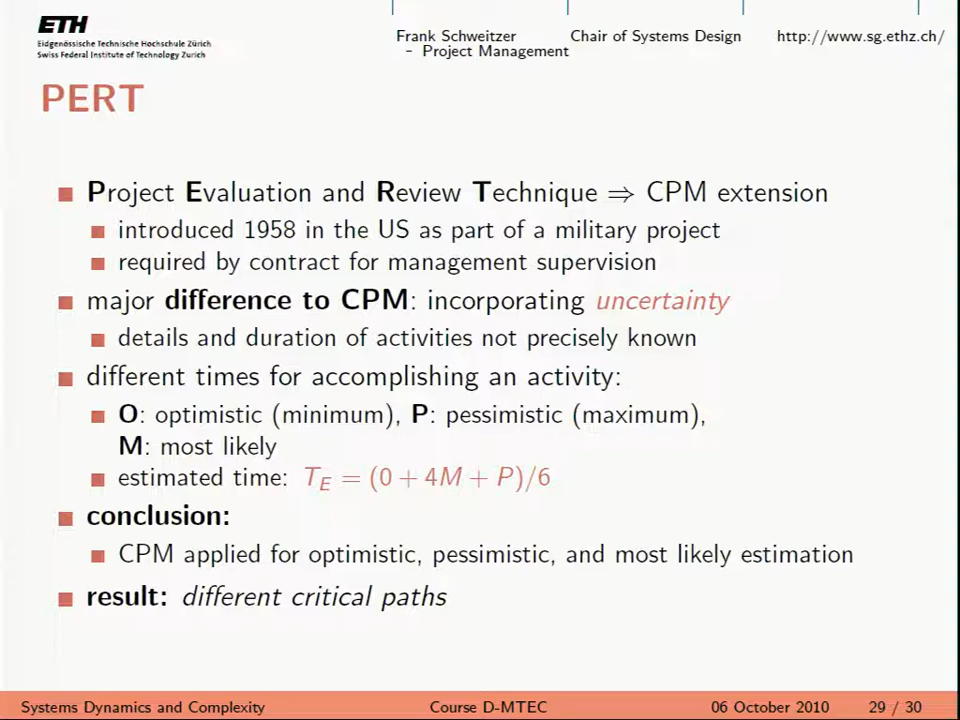 ETH
Eidgenössische Technische Hochschule Zürich
Swiss Federal Institute of Technology Zurich
Frank Schweitzer
– Project Management
Chair of Systems Design
http://www.sg.ethz.ch/
PERT
Project Evaluation and Review Technique ⇒ CPM extension
introduced 1958 in the US as part of a military project
required by contract for management supervision
major difference to CPM: incorporating uncertainty
details and duration of activities not precisely known
different times for accomplishing an activity:
O: optimistic (minimum), P: pessimistic (maximum),
M: most likely
estimated time: T_E = (0 + 4M + P)/6
conclusion:
CPM applied for optimistic, pessimistic, and most likely estimation
result: different critical paths
Systems Dynamics and Complexity
Course D-MTEC
06 October 2010
29 / 30